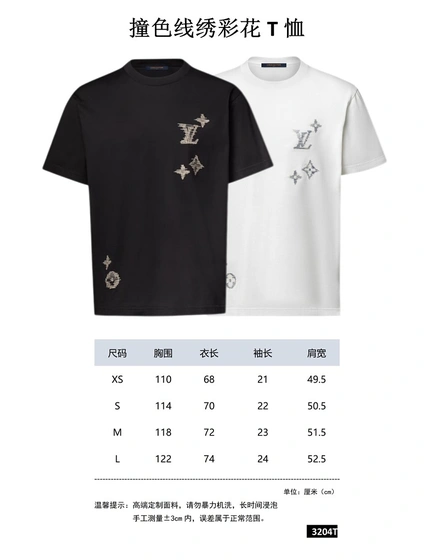 撞色线绣彩花 T 恤
LV
LV
尺码 胸围 衣长 袖长 肩宽
XS 110 68 21 49.5
S 114 70 22 50.5
M 118 72 23 51.5
L 122 74 24 52.5
单位：厘米（cm）
温馨提示：高端定制面料，请勿暴力机洗，长时间浸泡
手工测量±3cm 内，误差属于正常范围。
3204T